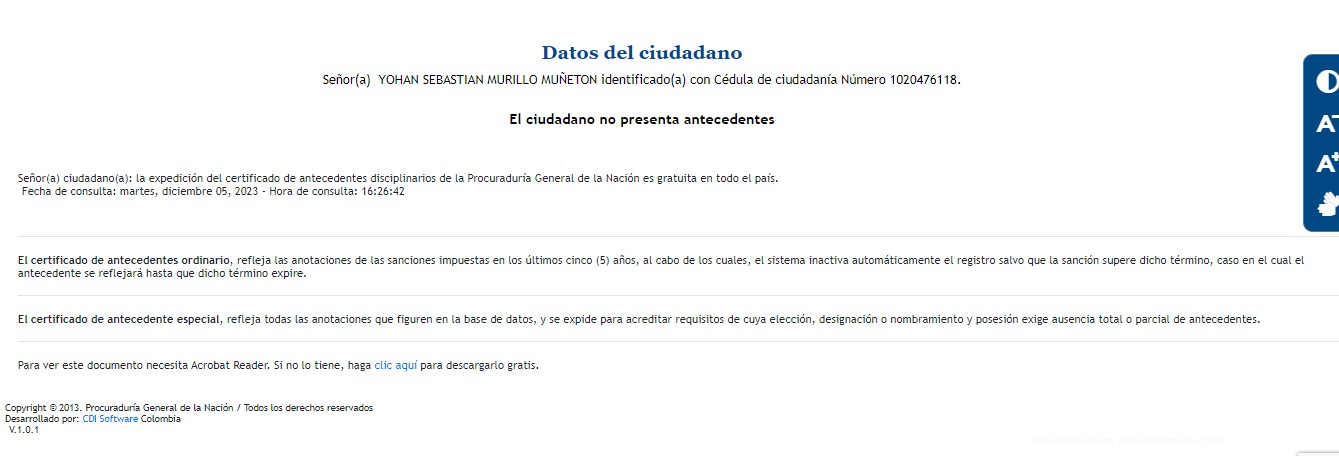 Datos del ciudadano
Señor(a) YOHAN SEBASTIAN MURILLO MUÑETON identificado(a) con Cédula de ciudadanía Número 1020476118.
El ciudadano no presenta antecedentes
Señor(a) ciudadano(a): la expedición del certificado de antecedentes disciplinarios de la Procuraduría General de la Nación es gratuita en todo el país.
Fecha de consulta: martes, diciembre 05, 2023 - Hora de consulta: 16:26:42
El certificado de antecedentes ordinario, refleja las anotaciones de las sanciones impuestas en los últimos cinco (5) años, al cabo de los cuales, el sistema inactiva automáticamente el registro salvo que la sanción supere dicho término, caso en el cual el
antecedente se reflejará hasta que dicho término expire.
El certificado de antecedente especial, refleja todas las anotaciones que figuren en la base de datos, y se expide para acreditar requisitos de cuya elección, designación o nombramiento y posesión exige ausencia total o parcial de antecedentes.
Para ver este documento necesita Acrobat Reader. Si no lo tiene, haga clic aquí para descargarlo gratis.
Copyright © 2013. Procuraduría General de la Nación / Todos los derechos reservados
Desarrollado por: CDI Software Colombia
V.1.0.1
A-
A+